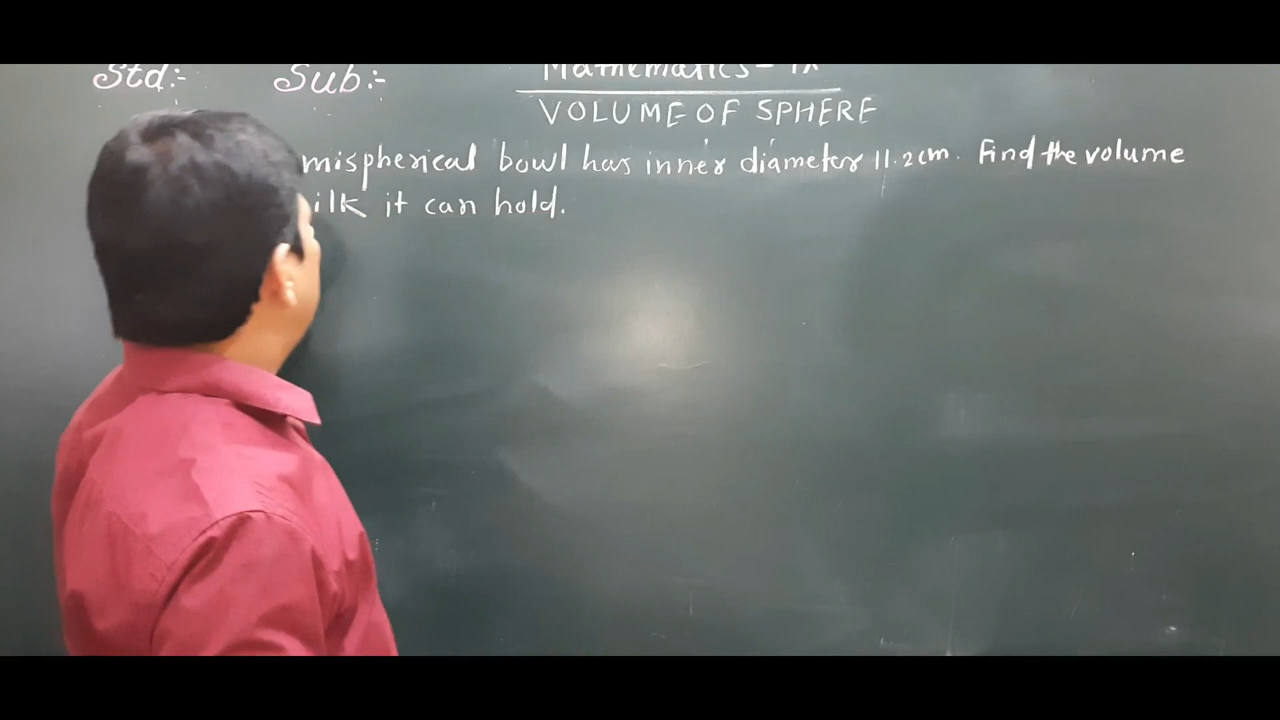 Std:- Sub:- Mathematics - IX
VOLUME OF SPHERE
mispherical bowl has inner diameter 11.2cm. Find the volume
ilk it can hold.